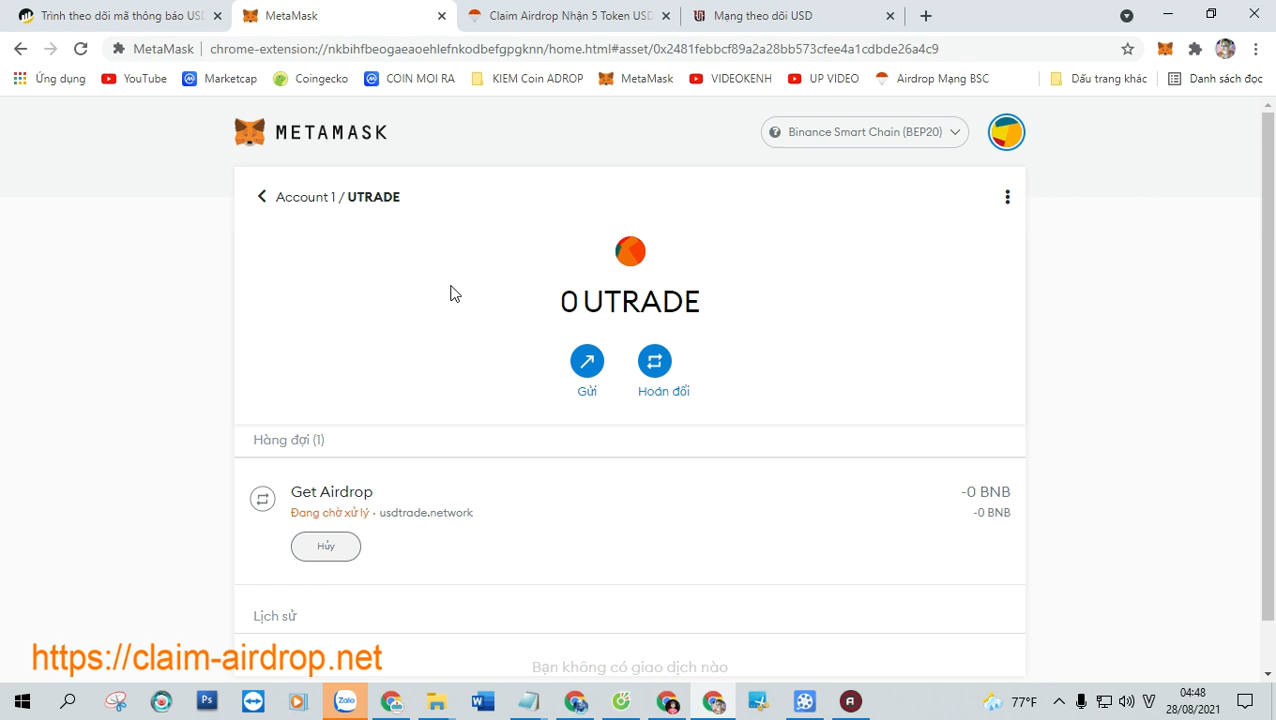 Trình theo dõi mã thông báo USD
MetaMask
Claim Airdrop Nhận 5 Token USD
Mạng theo dõi USD
MetaMask
chrome-extension://nkbihfbeogaeaoehlefnkodbefgpgknn/home.html#asset/0x2481febbcf89a2a28bb573cfee4a1cdbde26a4c9
Ứng dụng
YouTube
Marketcap
Coingecko
COIN MOI RA
KIEM Coin ADROP
MetaMask
VIDEOKENH
UP VIDEO
Airdrop Mạng BSC
Dấu trang khác
Danh sách đọc
METAMASK
Binance Smart Chain (BEP20)
Account 1 / UTRADE
0 UTRADE
Gửi
Hoán đổi
Hàng đợi (1)
Get Airdrop
-0 BNB
Đang chờ xử lý · usdtrade.network
-0 BNB
Hủy
Lịch sử
Bạn không có giao dịch nào
https://claim-airdrop.net
Ps
Zalo
W
A
77°F
V
04:48
28/08/2021